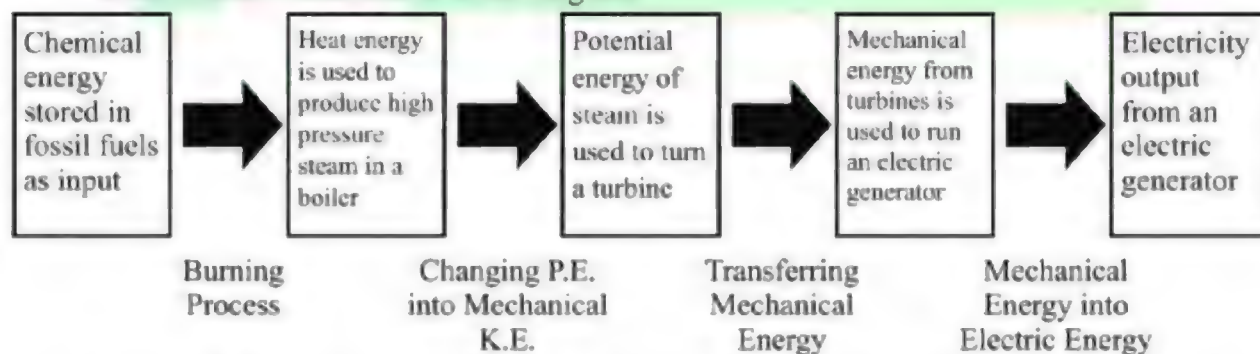 Chemical
energy
stored in
fossil fuels
as input
Heat energy
is used to
produce high
pressure
steam in a
boiler
Potential
energy of
steam is
used to turn
a turbine
Mechanical
energy from
turbines is
used to run
an electric
generator
Electricity
output
from an
electric
generator
Burning
Process
Changing P.E.
into Mechanical
K.E.
Transferring
Mechanical
Energy
Mechanical
Energy into
Electric Energy